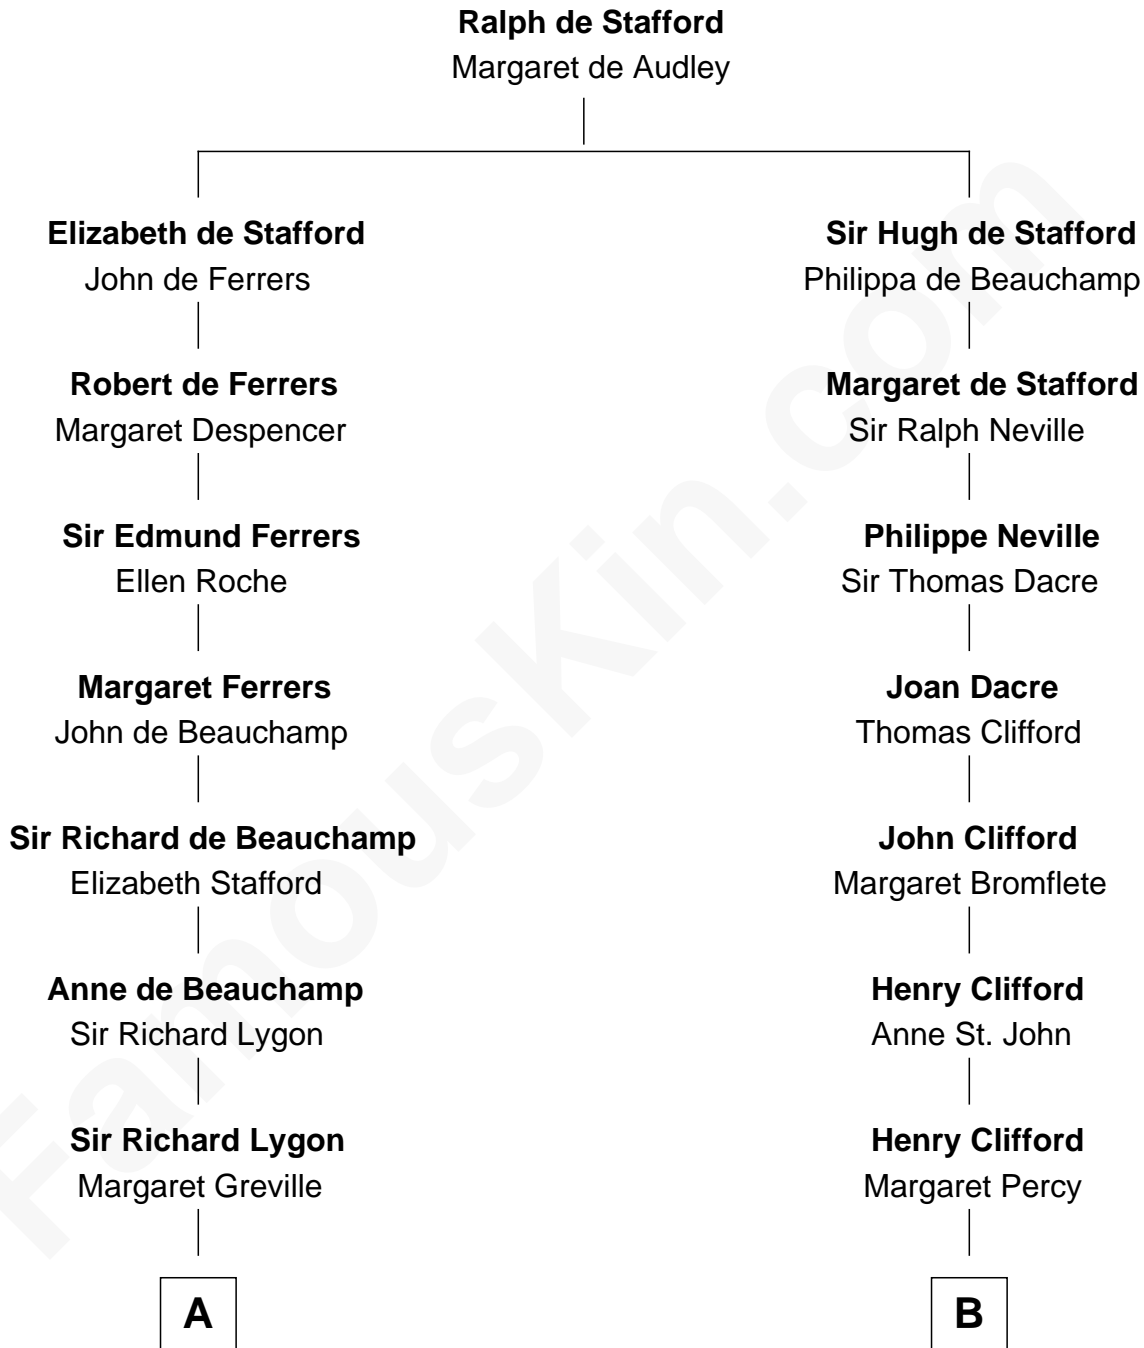 Ralph de Stafford
Margaret de Audley
Elizabeth de Stafford
John de Ferrers
Sir Hugh de Stafford
Philippa de Beauchamp
Robert de Ferrers
Margaret Despencer
Margaret de Stafford
Sir Ralph Neville
Sir Edmund Ferrers
Ellen Roche
Philippe Neville
Sir Thomas Dacre
Margaret Ferrers
John de Beauchamp
Joan Dacre
Thomas Clifford
Sir Richard de Beauchamp
Elizabeth Stafford
John Clifford
Margaret Bromflete
Anne de Beauchamp
Sir Richard Lygon
Henry Clifford
Anne St. John
Sir Richard Lygon
Margaret Greville
Henry Clifford
Margaret Percy
A
B
FamousKin.com